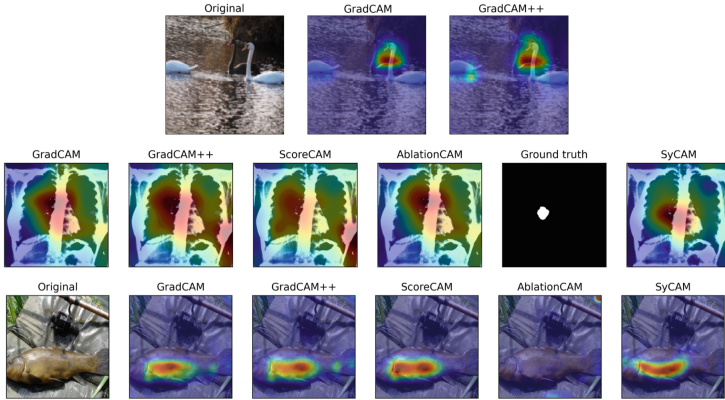 Original GradCAM GradCAM++
GradCAM GradCAM++ ScoreCAM AblationCAM Ground truth SyCAM
Original GradCAM GradCAM++ ScoreCAM AblationCAM SyCAM